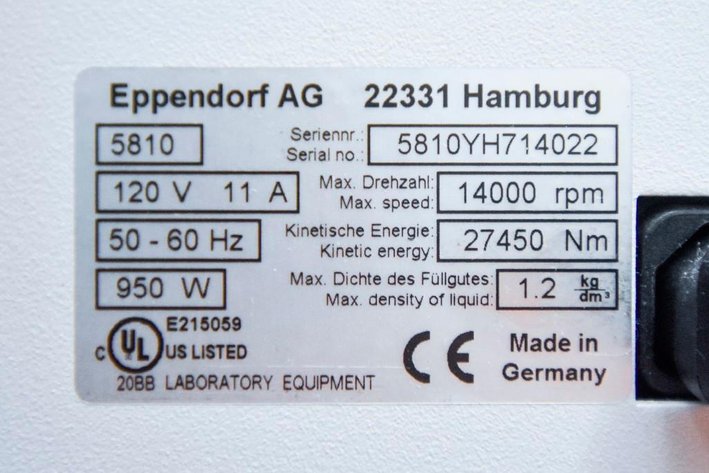 Eppendorf AG 22331 Hamburg
5810 Seriennr.: Serial no.: 5810YH714022
120 V 11 A Max. Drehzahl: Max. speed: 14000 rpm
50 - 60 Hz Kinetische Energie: Kinetic energy: 27450 Nm
950 W Max. Dichte des Füllgutes: Max. density of liquid: 1.2 kg/dm³
E215059
c UL US LISTED
20BB LABORATORY EQUIPMENT
CE
Made in
Germany